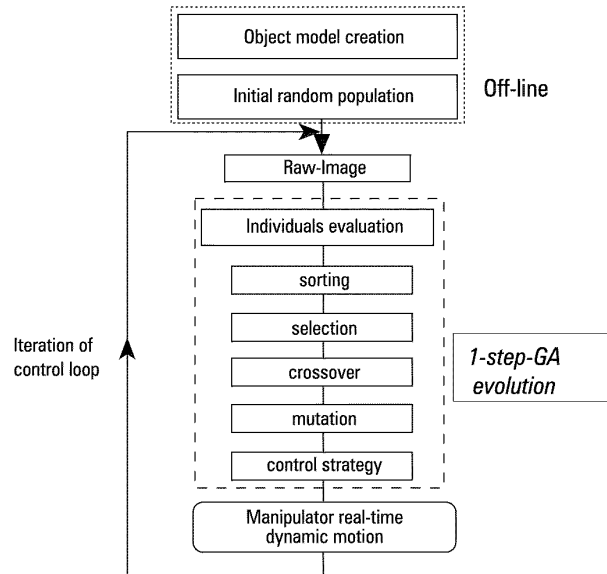 Object model creation
Initial random population
Off-line
Raw-Image
Individuals evaluation
sorting
selection
crossover
mutation
control strategy
Iteration of
control loop
1-step-GA
evolution
Manipulator real-time
dynamic motion